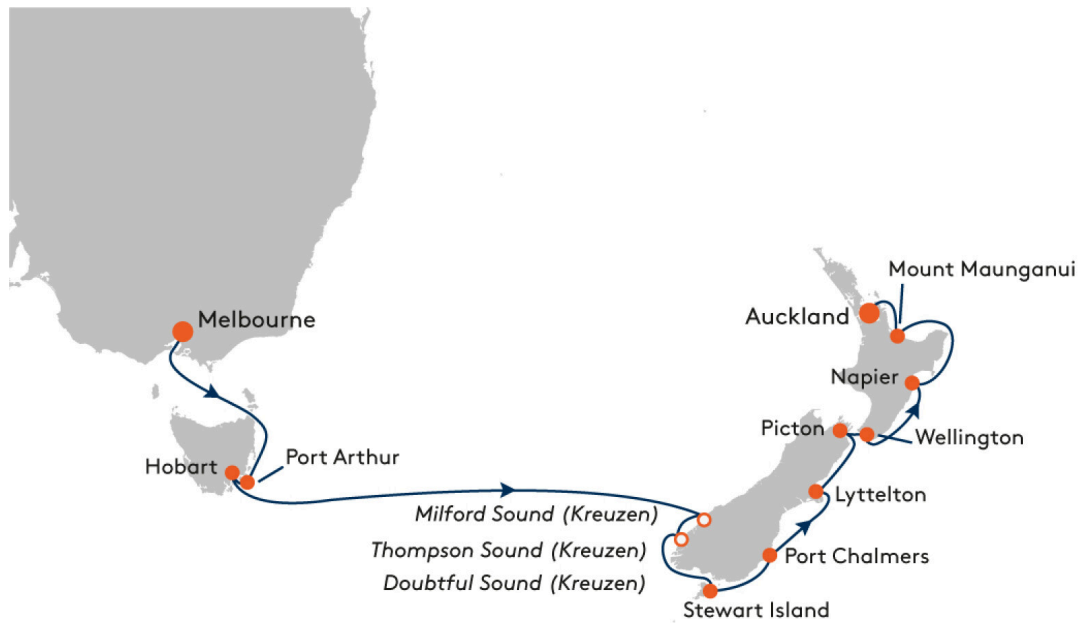 Mount Maunganui
Auckland
Melbourne
Napier
Picton
Wellington
Port Arthur
Hobart
Lyttelton
Milford Sound (Kreuzen)
Thompson Sound (Kreuzen)
Port Chalmers
Doubtful Sound (Kreuzen)
Stewart Island